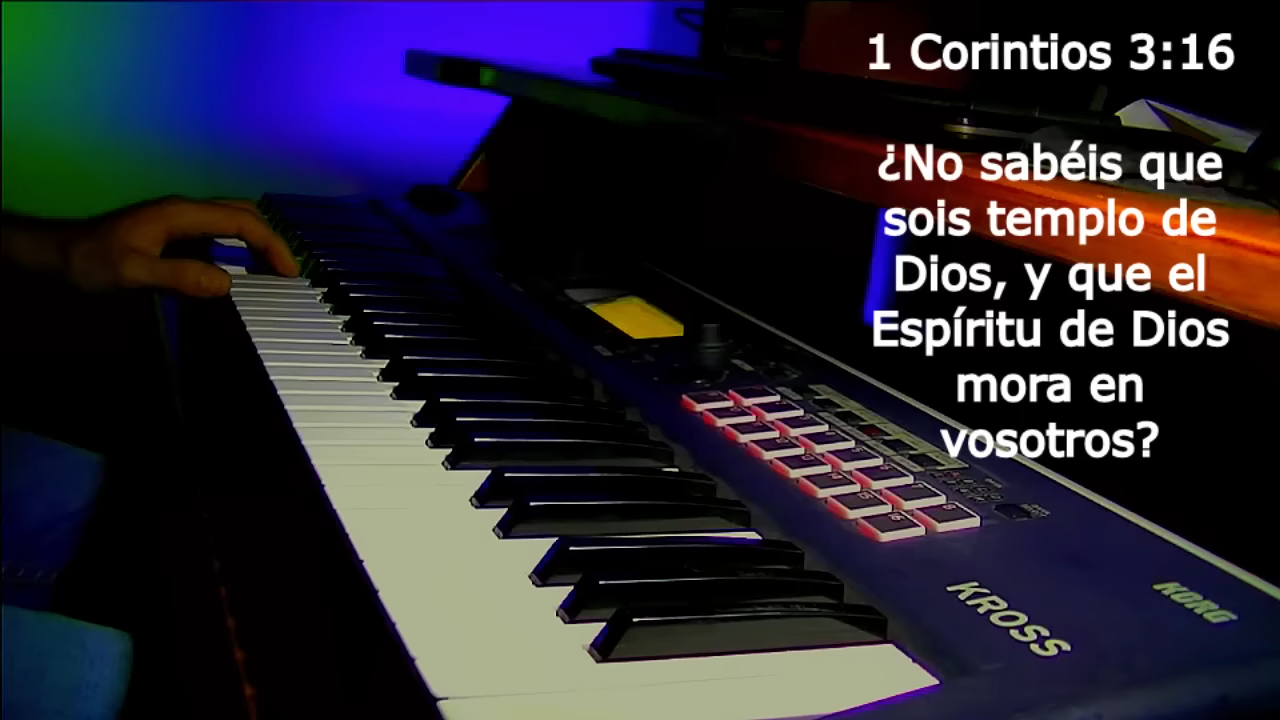 1 Corintios 3:16
¿No sabéis que
sois templo de
Dios, y que el
Espíritu de Dios
mora en
vosotros?
KORG
KROSS